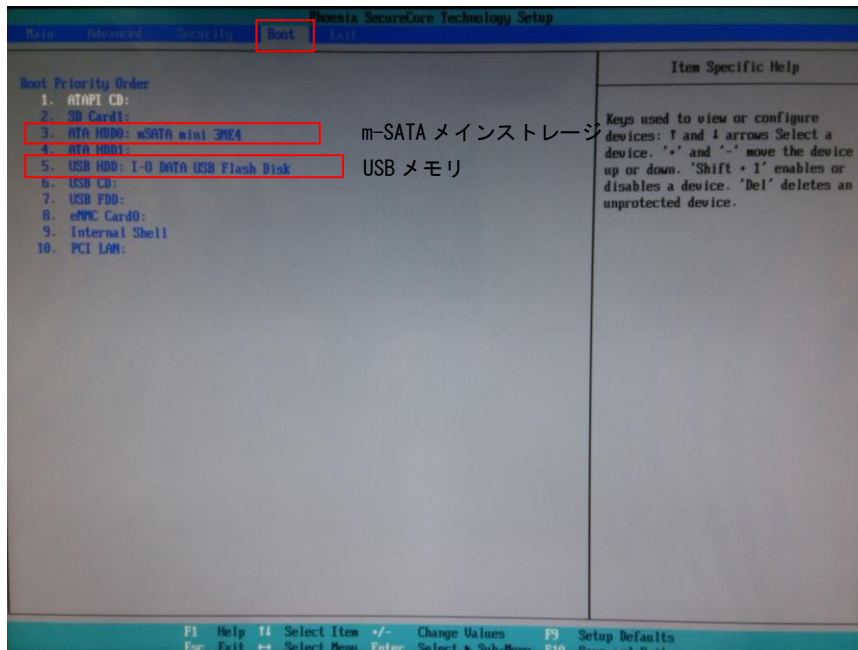 Phoenix SecureCore Technology Setup
Main Advanced Security Boot Exit
Item Specific Help
Boot Priority Order
1. ATAPI CD:
2. SD Card1:
3. ATA HDD0: mSATA mini 3ME4
m-SATA メインストレージ
4. ATA HDD1:
5. USB HDD: I-O DATA USB Flash Disk
USB メモリ
6. USB CD:
7. USB FDD:
8. eMMC Card0:
9. Internal Shell
10. PCI LAN:
Keys used to view or configure
devices: ↑ and ↓ arrows Select a
device. '+' and '-' move the device
up or down. 'Shift + 1' enables or
disables a device. 'Del' deletes an
unprotected device.
F1 Help ↑↓ Select Item +/- Change Values F9 Setup Defaults
Esc Exit ↔ Select Menu Enter Select ▶ Sub-Menu F10